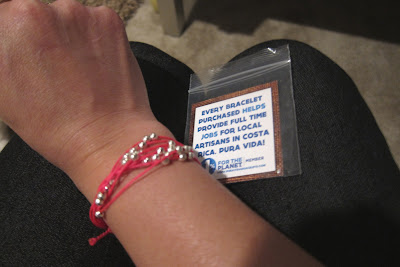 EVERY BRACELET
PURCHASED HELPS
PROVIDE FULL TIME
JOBS FOR LOCAL
ARTISANS IN COSTA
RICA. PURA VIDA!
FOR THE
PLANET MEMBER